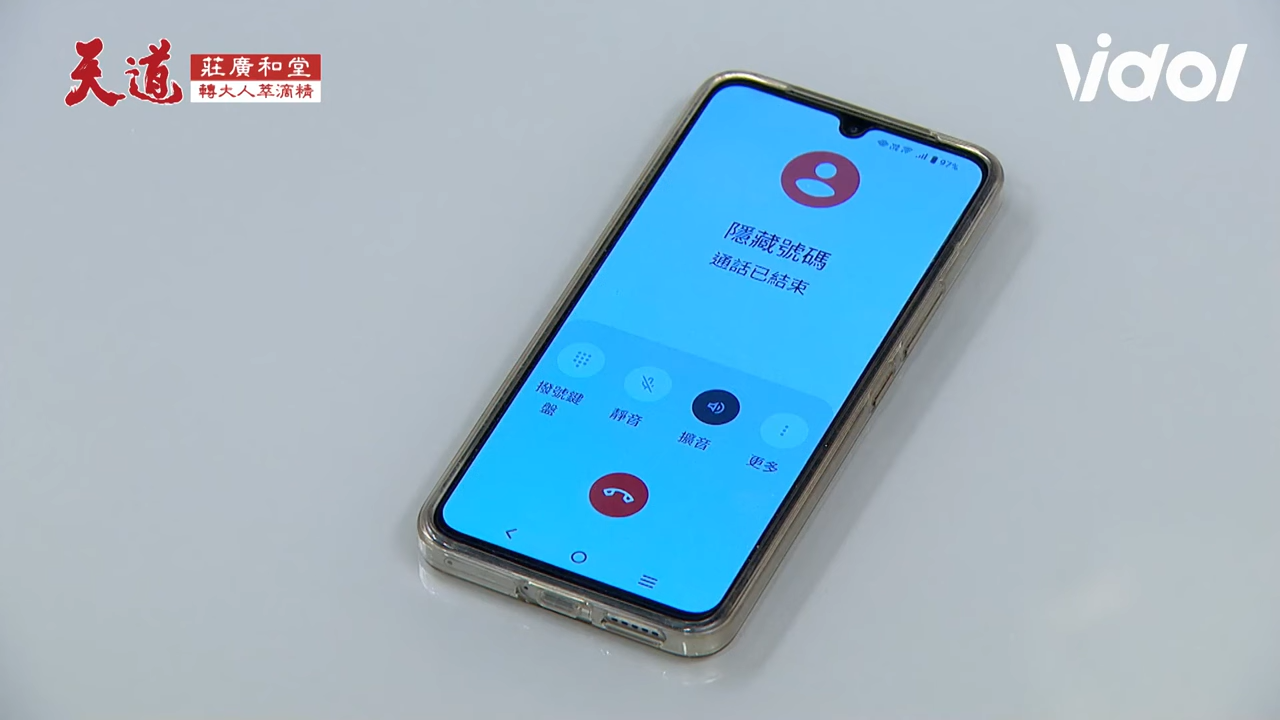 天道
莊廣和堂
轉大人萃滴精
Vidol
97%
隱藏號碼
通話已結束
撥號鍵
盤
靜音
擴音
更多